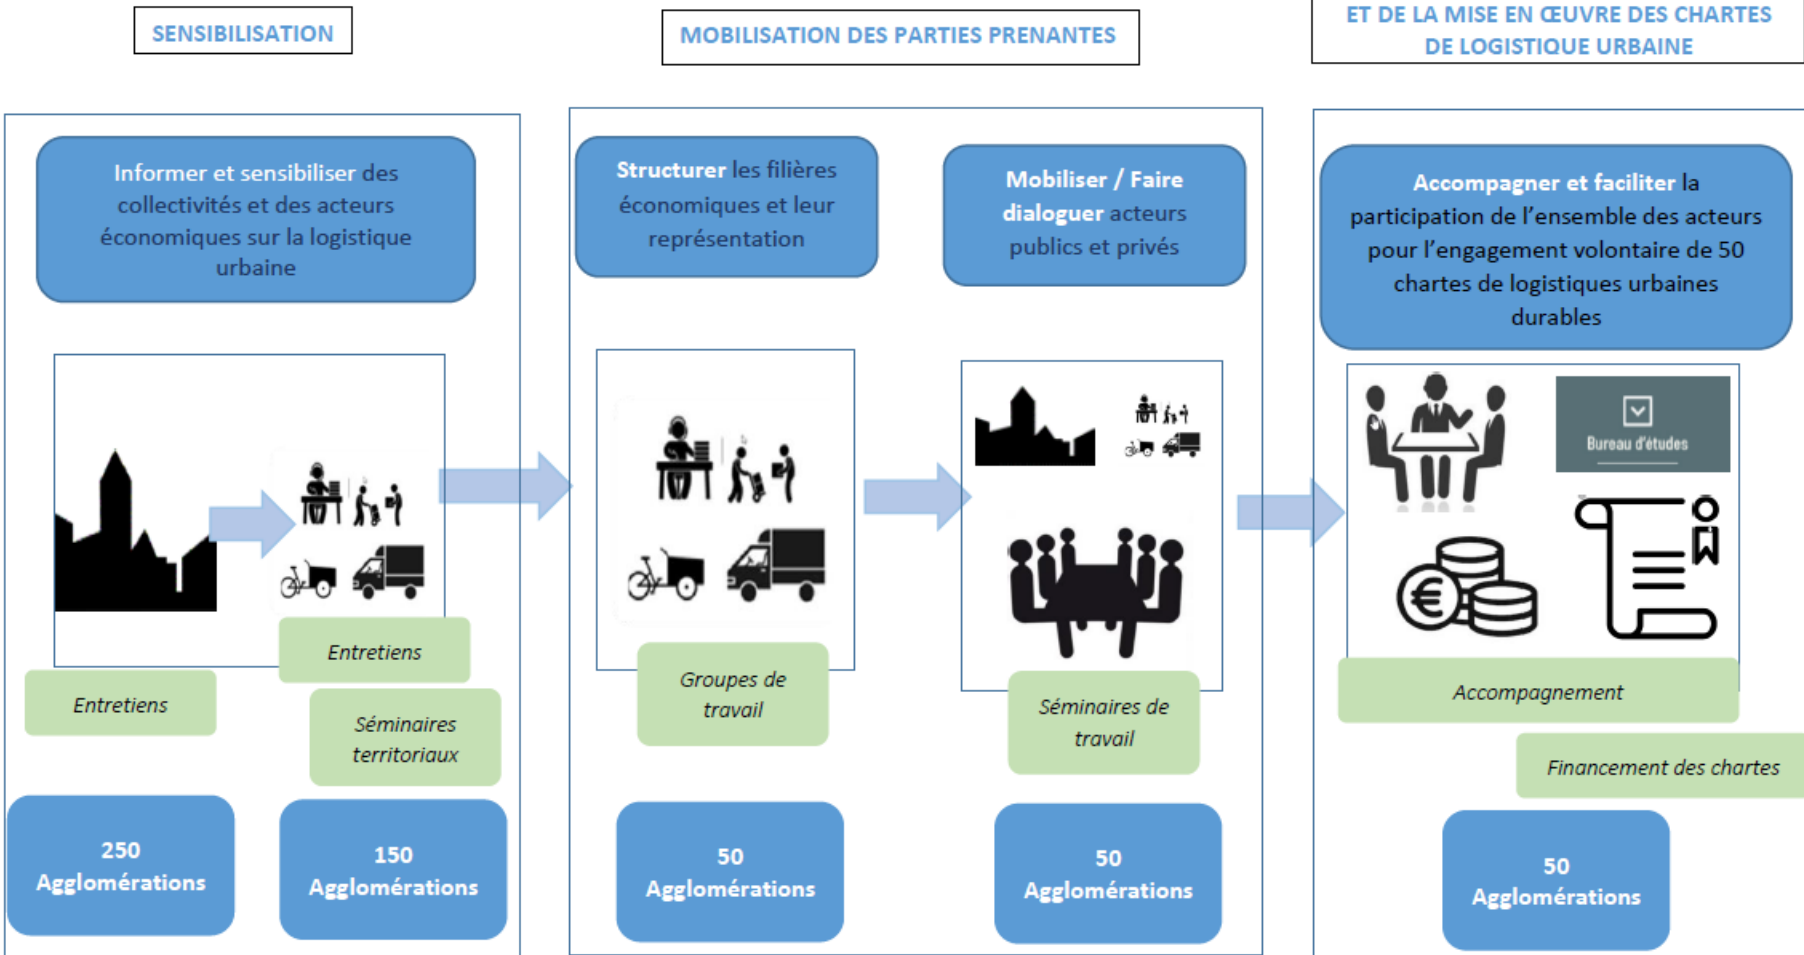 SENSIBILISATION
MOBILISATION DES PARTIES PRENANTES
ET DE LA MISE EN ŒUVRE DES CHARTES
DE LOGISTIQUE URBAINE
Informer et sensibiliser des
collectivités et des acteurs
économiques sur la logistique
urbaine
Structurer les filières
économiques et leur
représentation
Mobiliser / Faire
dialoguer acteurs
publics et privés
Accompagner et faciliter la
participation de l'ensemble des acteurs
pour l'engagement volontaire de 50
chartes de logistiques urbaines
durables
Bureau d'études
Entretiens
Entretiens
Séminaires
territoriaux
Groupes de
travail
Séminaires de
travail
Accompagnement
Financement des chartes
250
Agglomérations
150
Agglomérations
50
Agglomérations
50
Agglomérations
50
Agglomérations